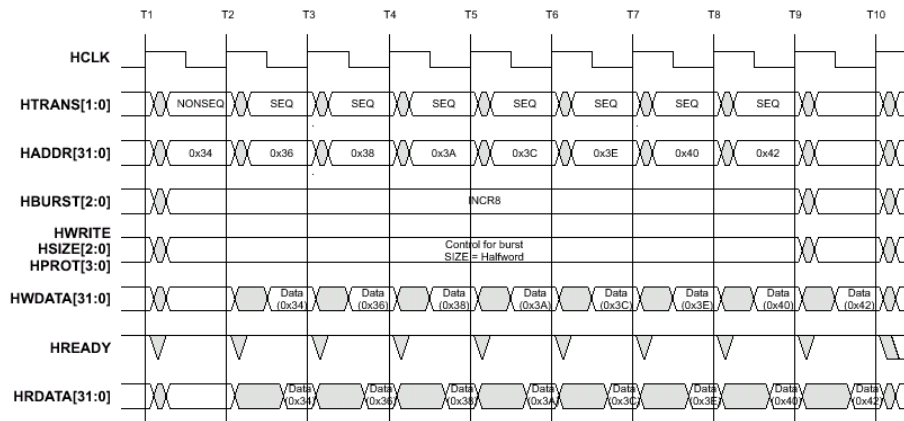 T1 T2 T3 T4 T5 T6 T7 T8 T9 T10
HCLK
HTRANS[1:0] NONSEQ SEQ SEQ SEQ SEQ SEQ SEQ SEQ
HADDR[31:0] 0x34 0x36 0x38 0x3A 0x3C 0x3E 0x40 0x42
HBURST[2:0] INCR8
HWRITE
HSIZE[2:0] Control for burst
HPROT[3:0] SIZE = Halfword
HWDATA[31:0] Data Data Data Data Data Data Data Data
(0x34) (0x36) (0x38) (0x3A) (0x3C) (0x3E) (0x40) (0x42)
HREADY
HRDATA[31:0] Data Data Data Data Data Data Data Data
(0x34) (0x36) (0x38) (0x3A) (0x3C) (0x3E) (0x40) (0x42)